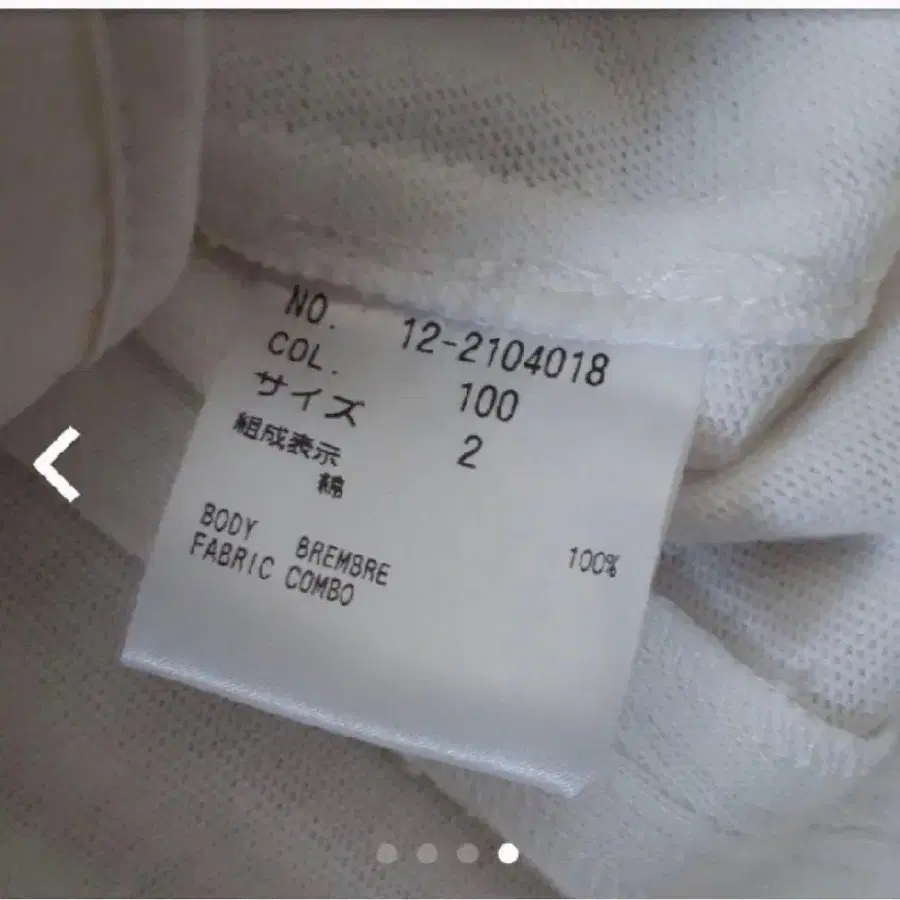 NO. 12-2104018
COL. 100
サイズ 2
組成表示
綿 100%
BODY BREMBRE
FABRIC COMBO